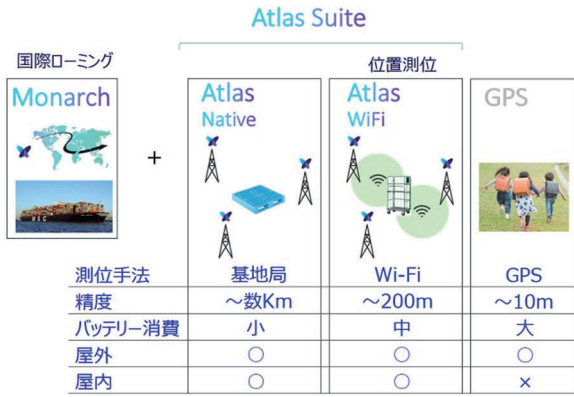 Atlas Suite
国際ローミング
位置測位
Monarch
+
Atlas
Native
Atlas
WiFi
GPS
MSC
測位手法 基地局 Wi-Fi GPS
精度 ～数Km ～200m ～10m
バッテリー消費 小 中 大
屋外 ○ ○ ○
屋内 ○ ○ ×